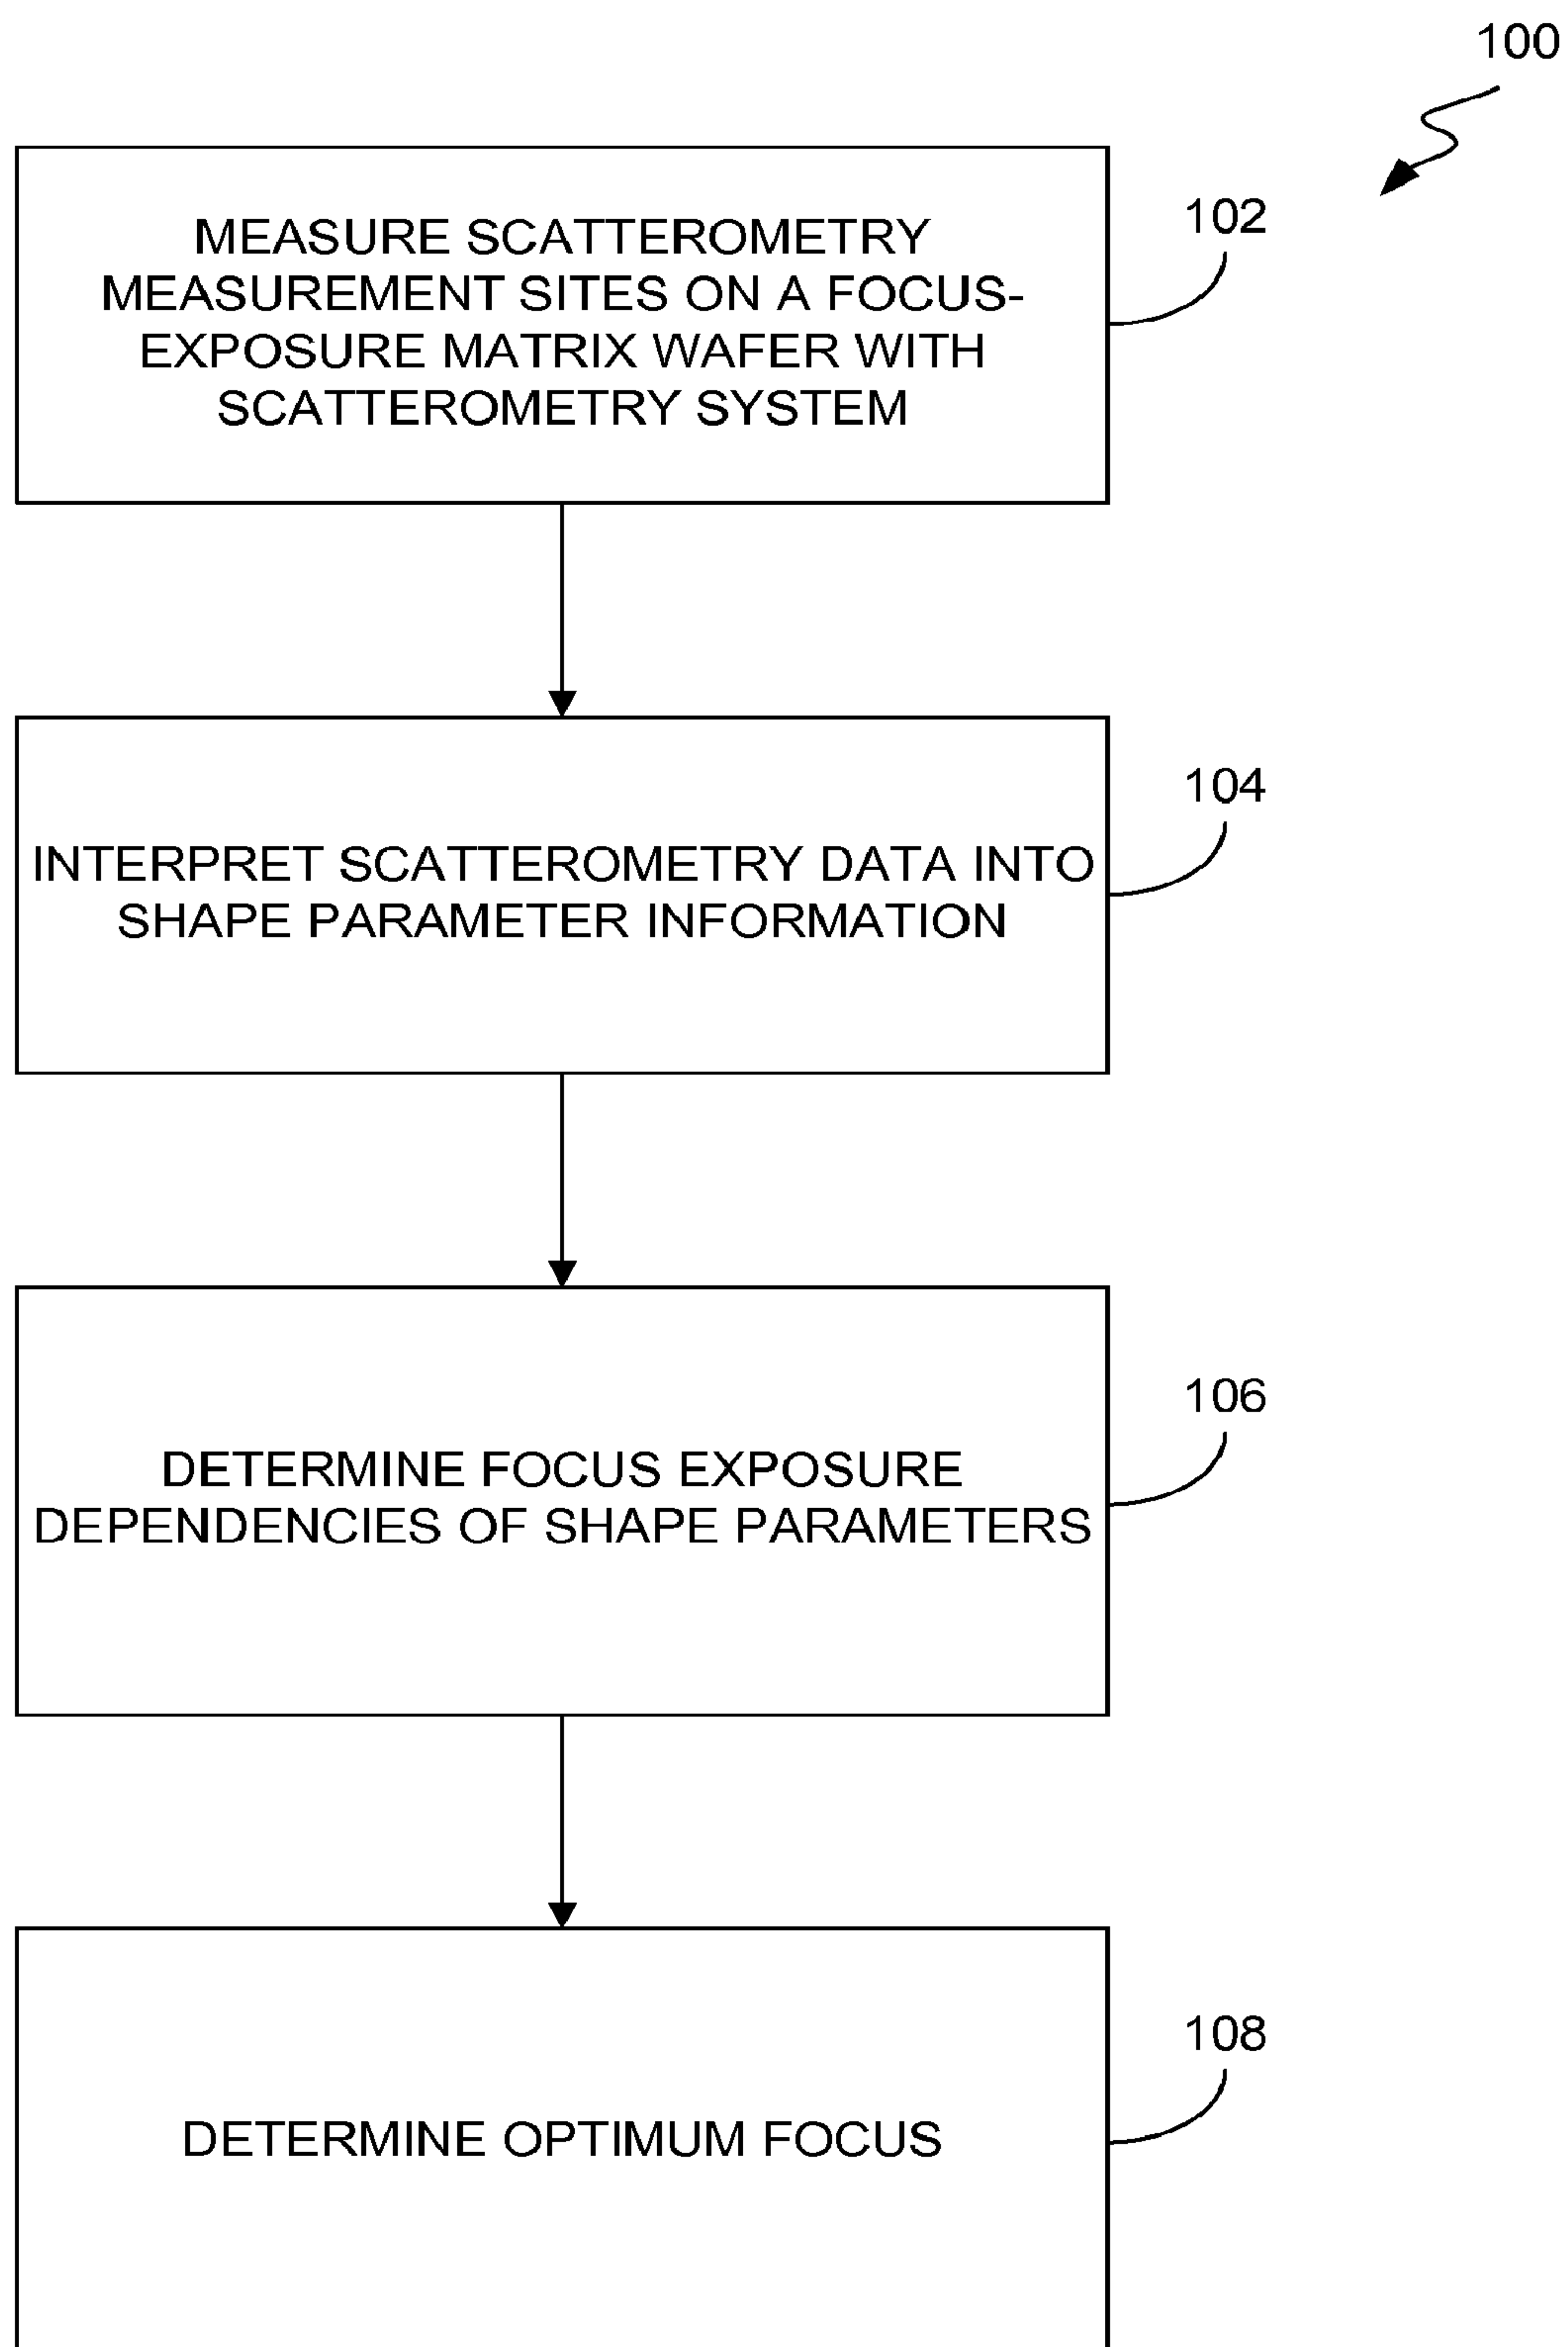 100
MEASURE SCATTEROMETRY
MEASUREMENT SITES ON A FOCUS-
EXPOSURE MATRIX WAFER WITH
SCATTEROMETRY SYSTEM
102
INTERPRET SCATTEROMETRY DATA INTO
SHAPE PARAMETER INFORMATION
104
DETERMINE FOCUS EXPOSURE
DEPENDENCIES OF SHAPE PARAMETERS
106
DETERMINE OPTIMUM FOCUS
108